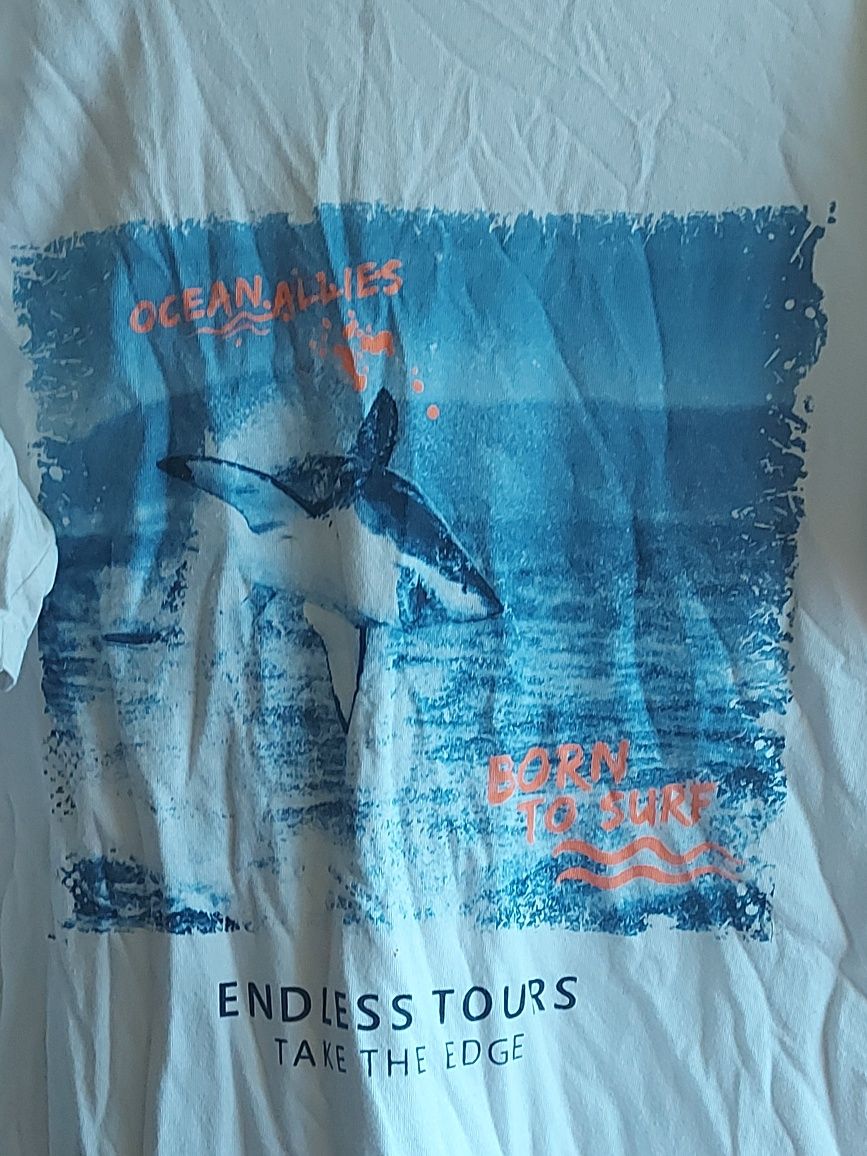 OCEAN.ALLIES
BORN
TO SURF
ENDLESS TOURS
TAKE THE EDGE